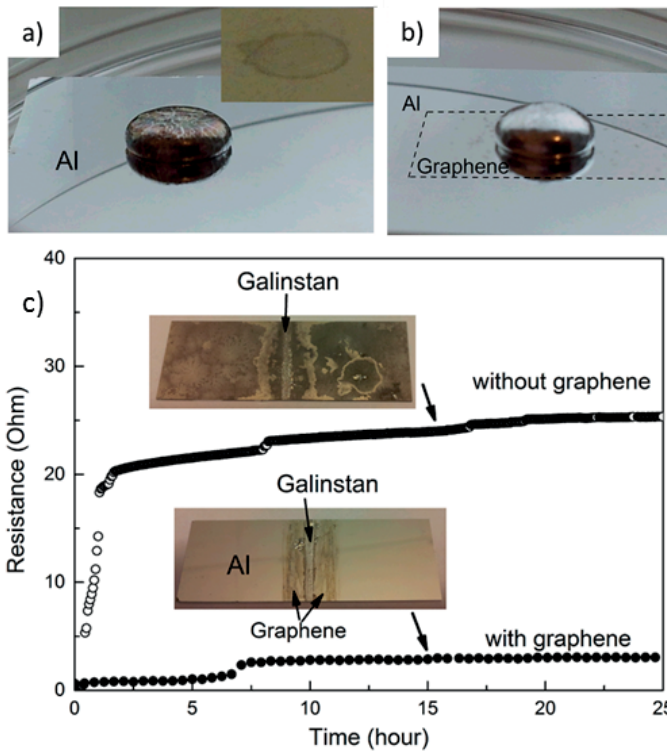 a)
b)
Al
Al
Graphene
c)
40
30
20
10
0
Resistance (Ohm)
Galinstan
without graphene
Galinstan
Al
Graphene
with graphene
0
5
10
15
20
25
Time (hour)